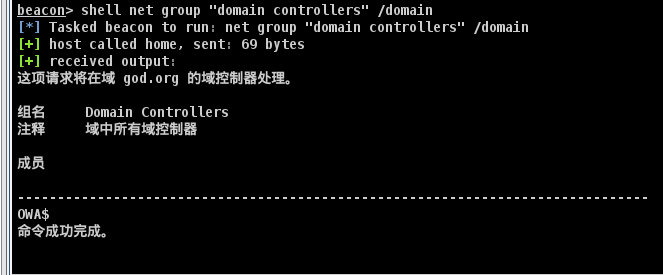 beacon> shell net group "domain controllers" /domain
[*] Tasked beacon to run: net group "domain controllers" /domain
[+] host called home, sent: 69 bytes
[+] received output:
这项请求将在域 god.org 的域控制器处理。
组名     Domain Controllers
注释     域中所有域控制器
成员
-------------------------------------------------------------------------------
OWA$
命令成功完成。